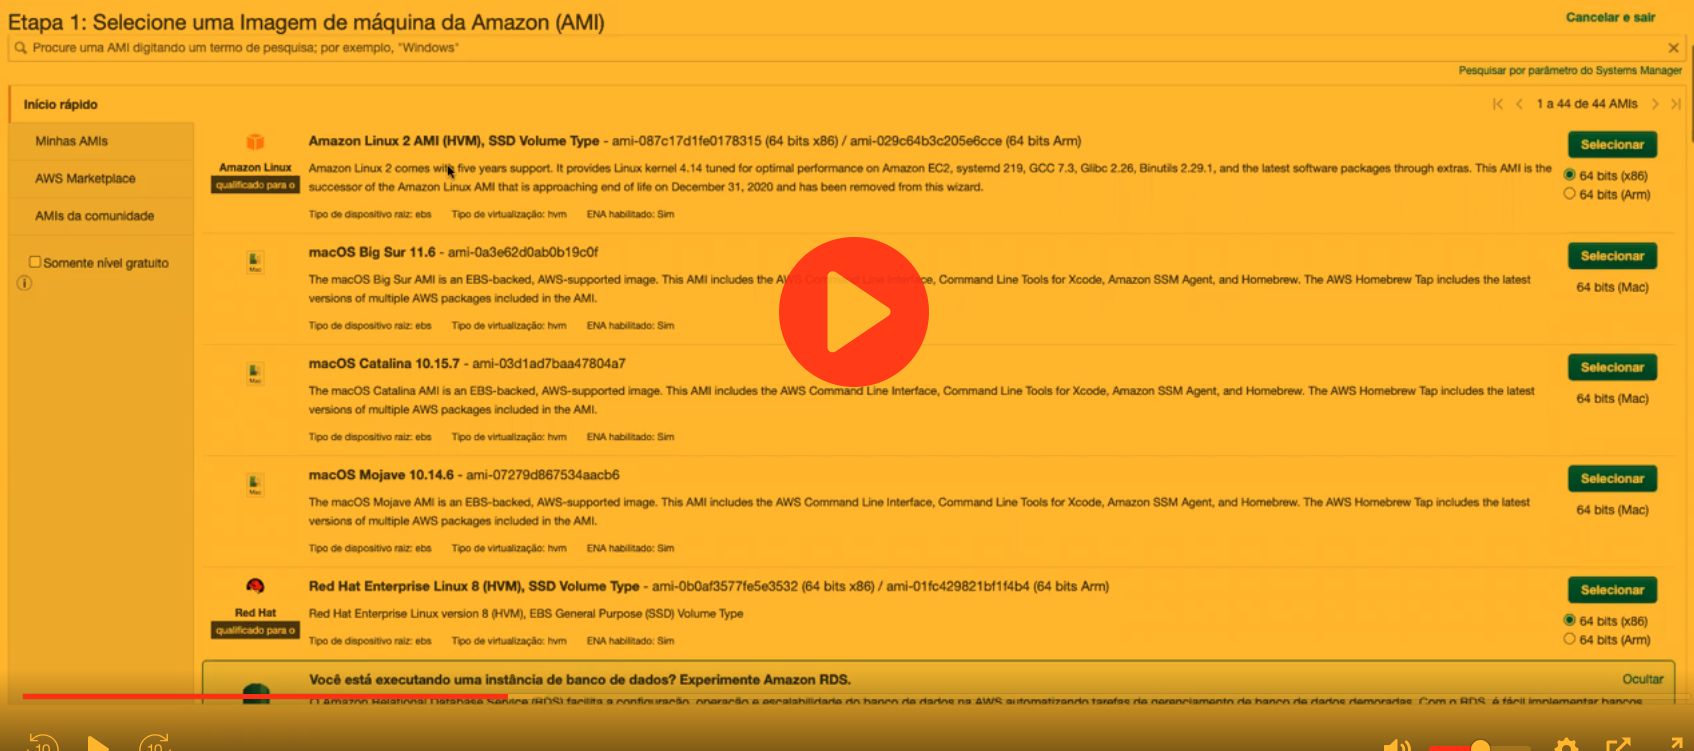 Etapa 1: Selecione uma Imagem de máquina da Amazon (AMI)
Cancelar e sair
Procure uma AMI digitando um termo de pesquisa; por exemplo, "Windows"
Pesquisar por parâmetro do Systems Manager
Início rápido
1 a 44 de 44 AMIs
Minhas AMIs
AWS Marketplace
AMIs da comunidade
Somente nível gratuito
Amazon Linux
qualificado para o
Amazon Linux 2 AMI (HVM), SSD Volume Type - ami-087c17d1fe0178315 (64 bits x86) / ami-029c64b3c205e6cce (64 bits Arm)
Amazon Linux 2 comes with five years support. It provides Linux kernel 4.14 tuned for optimal performance on Amazon EC2, systemd 219, GCC 7.3, Glibc 2.26, Binutils 2.29.1, and the latest software packages through extras. This AMI is the
successor of the Amazon Linux AMI that is approaching end of life on December 31, 2020 and has been removed from this wizard.
Tipo de dispositivo raiz: ebs Tipo de virtualização: hvm ENA habilitado: Sim
Selecionar
64 bits (x86)
64 bits (Arm)
Mac
macOS Big Sur 11.6 - ami-0a3e62d0ab0b19c0f
The macOS Big Sur AMI is an EBS-backed, AWS-supported image. This AMI includes the AWS Command Line Interface, Command Line Tools for Xcode, Amazon SSM Agent, and Homebrew. The AWS Homebrew Tap includes the latest
versions of multiple AWS packages included in the AMI.
Tipo de dispositivo raiz: ebs Tipo de virtualização: hvm ENA habilitado: Sim
Selecionar
64 bits (Mac)
Mac
macOS Catalina 10.15.7 - ami-03d1ad7baa47804a7
The macOS Catalina AMI is an EBS-backed, AWS-supported image. This AMI includes the AWS Command Line Interface, Command Line Tools for Xcode, Amazon SSM Agent, and Homebrew. The AWS Homebrew Tap includes the latest
versions of multiple AWS packages included in the AMI.
Tipo de dispositivo raiz: ebs Tipo de virtualização: hvm ENA habilitado: Sim
Selecionar
64 bits (Mac)
Mac
macOS Mojave 10.14.6 - ami-07279d867534aacb6
The macOS Mojave AMI is an EBS-backed, AWS-supported image. This AMI includes the AWS Command Line Interface, Command Line Tools for Xcode, Amazon SSM Agent, and Homebrew. The AWS Homebrew Tap includes the latest
versions of multiple AWS packages included in the AMI.
Tipo de dispositivo raiz: ebs Tipo de virtualização: hvm ENA habilitado: Sim
Selecionar
64 bits (Mac)
Red Hat
qualificado para o
Red Hat Enterprise Linux 8 (HVM), SSD Volume Type - ami-0b0af3577fe5e3532 (64 bits x86) / ami-01fc429821bf1f4b4 (64 bits Arm)
Red Hat Enterprise Linux version 8 (HVM), EBS General Purpose (SSD) Volume Type
Tipo de dispositivo raiz: ebs Tipo de virtualização: hvm ENA habilitado: Sim
Selecionar
64 bits (x86)
64 bits (Arm)
Você está executando uma instância de banco de dados? Experimente Amazon RDS.
Ocultar
O Amazon Relational Database Service (RDS) facilita a configuração, operação e escalabilidade do banco de dados na AWS automatizando tarefas de gerenciamento de banco de dados demoradas. Com o RDS, é fácil implementar bancos
10
10